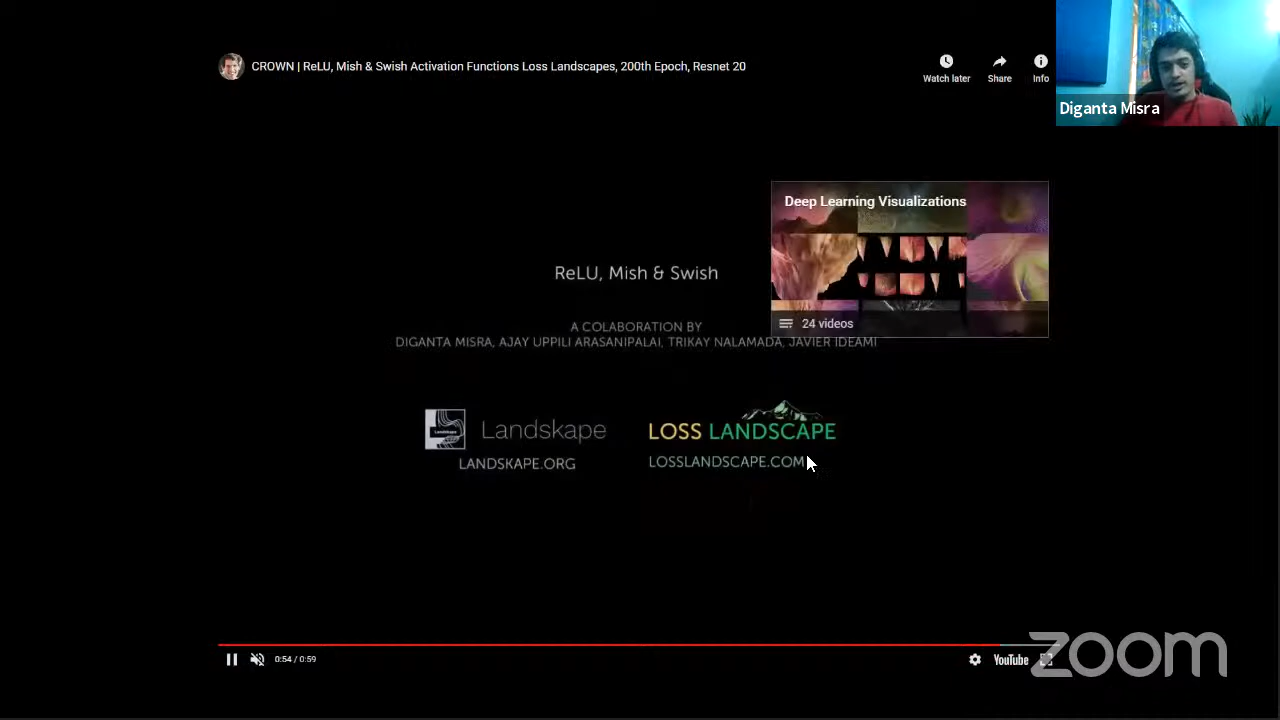 CROWN | ReLU, Mish & Swish Activation Functions Loss Landscapes, 200th Epoch, Resnet 20
Watch later
Share
Info
Diganta Misra
Deep Learning Visualizations
24 videos
ReLU, Mish & Swish
A COLABORATION BY
DIGANTA MISRA, AJAY UPPILI ARASANIPALAI, TRIKAY NALAMADA, JAVIER IDEAMI
Landskape
Landskape
LANDSKAPE.ORG
LOSS LANDSCAPE
LOSSLANDSCAPE.COM
0:54 / 0:59
YouTube
zoom